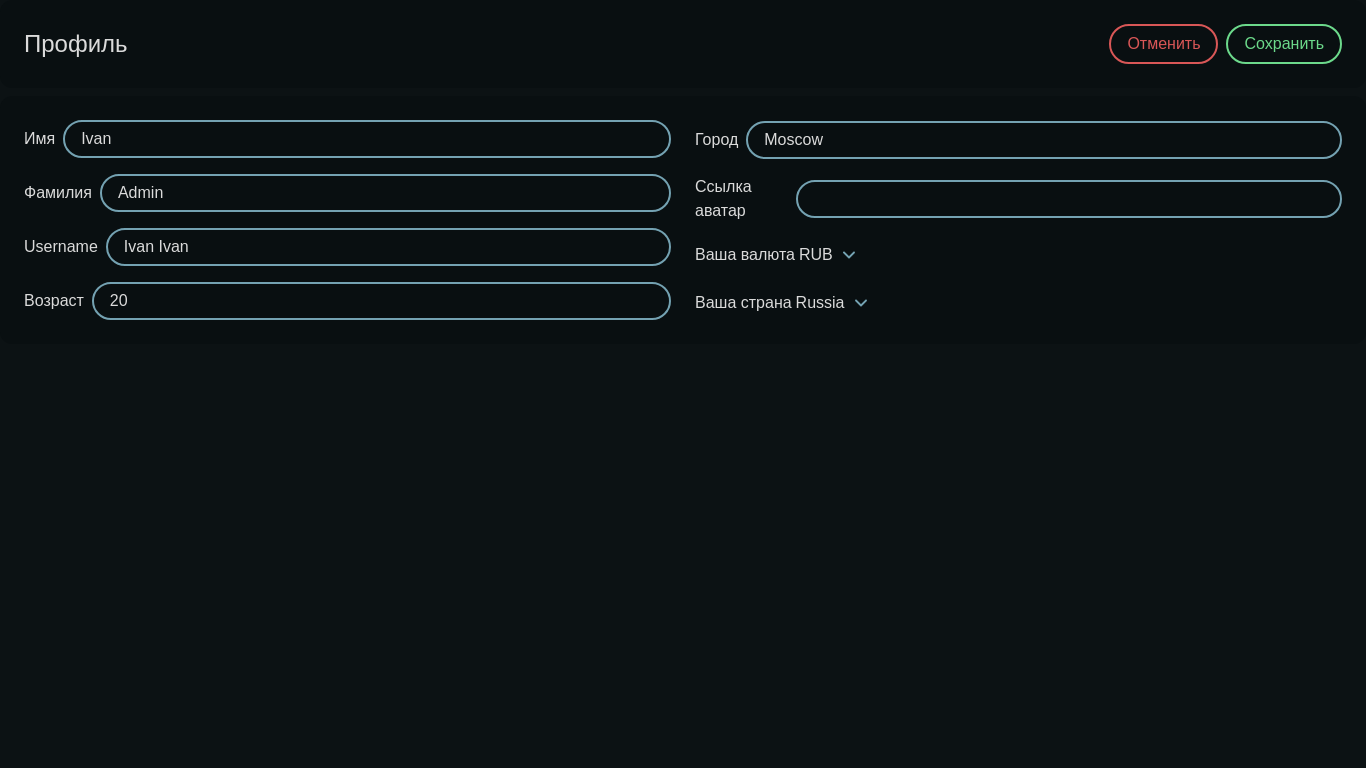 Профиль
Отменить
Сохранить
Имя
Ivan
Фамилия
Admin
Username
Ivan Ivan
Возраст
20
Город
Moscow
Ссылка
аватар
Ваша валюта RUB
Ваша страна Russia